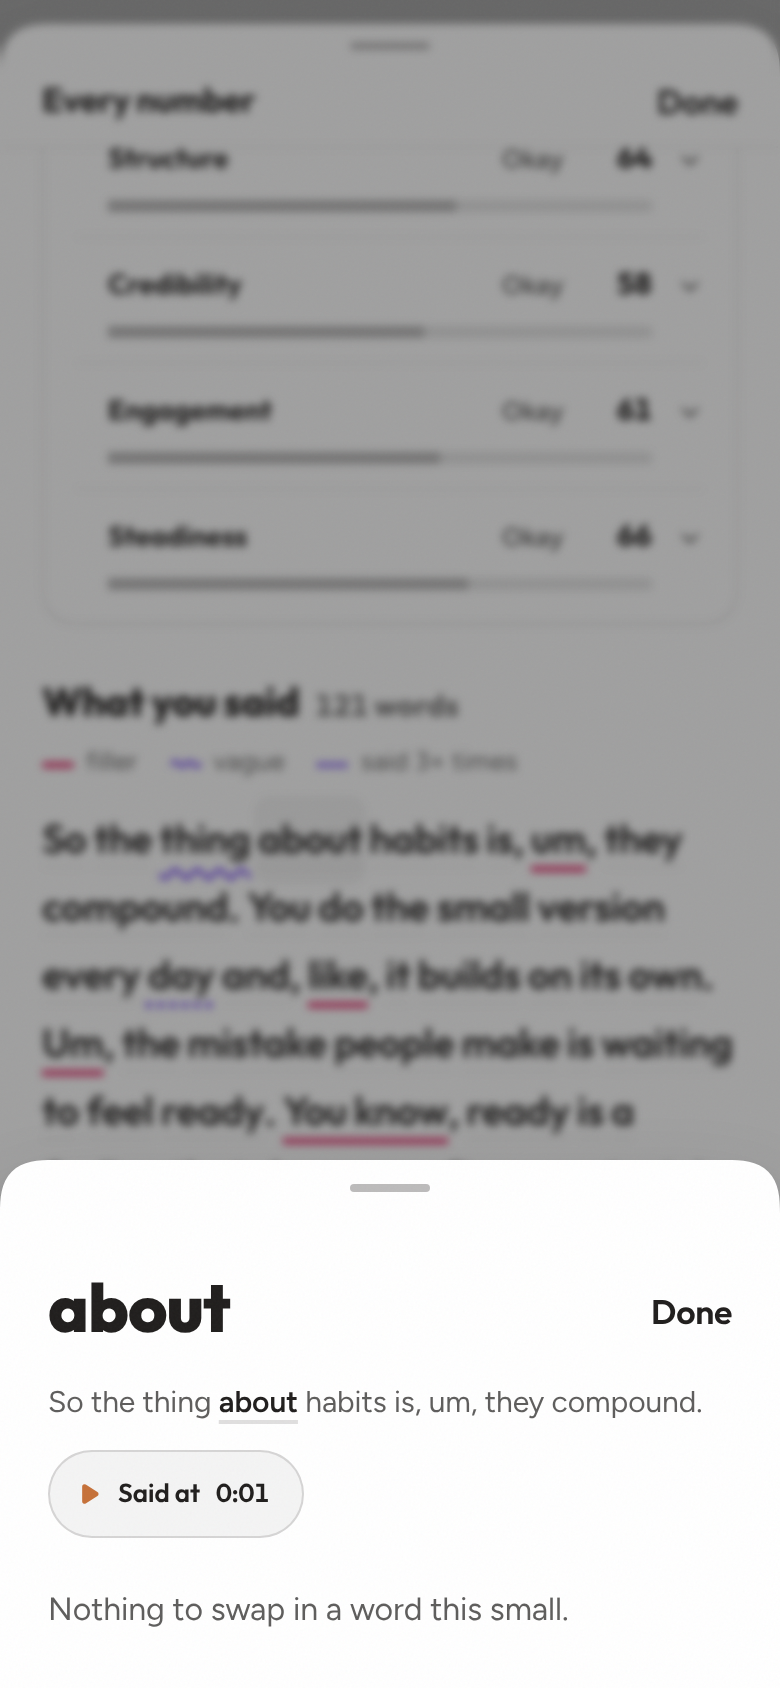 Every number
Done
Structure Okay 64
Credibility Okay 58
Engagement Okay 61
Steadiness Okay 66
What you said 121 words
filler vague said 3+ times
So the thing about habits is, um, they
compound. You do the small version
every day and, like, it builds on its own.
Um, the mistake people make is waiting
to feel ready. You know, ready is a
about
Done
So the thing about habits is, um, they compound.
Said at 0:01
Nothing to swap in a word this small.